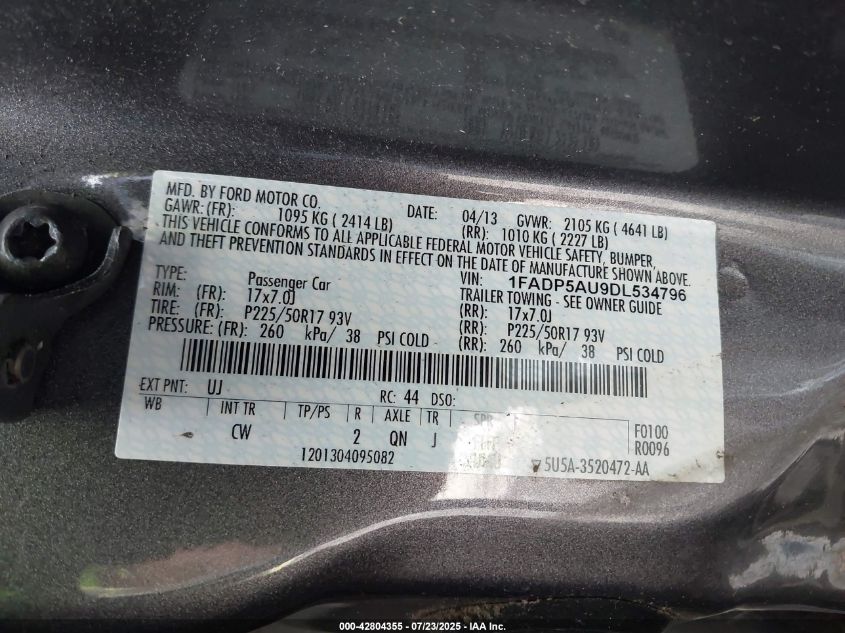 MFD. BY FORD MOTOR CO. DATE: 04/13 GVWR: 2105 KG ( 4641 LB)
GAWR: (FR): 1095 KG ( 2414 LB) (RR): 1010 KG ( 2227 LB)
THIS VEHICLE CONFORMS TO ALL APPLICABLE FEDERAL MOTOR VEHICLE SAFETY, BUMPER,
AND THEFT PREVENTION STANDARDS IN EFFECT ON THE DATE OF MANUFACTURE SHOWN ABOVE.
VIN: 1FADP5AU9DL534796
TYPE: Passenger Car TRAILER TOWING - SEE OWNER GUIDE
RIM: (FR): 17x7.0J (RR): 17x7.0J
TIRE: (FR): P225/50R17 93V (RR): P225/50R17 93V
PRESSURE: (FR): 260 kPa/ 38 PSI COLD (RR): 260 kPa/ 38 PSI COLD
EXT PNT: UJ RC: 44 DSO:
WB INT TR TP/PS R AXLE TR SPR
CW 2 QN J
F0100
R0096
1201304095082
5U5A-3520472-AA
000-42804355 - 07/23/2025 - IAA Inc.